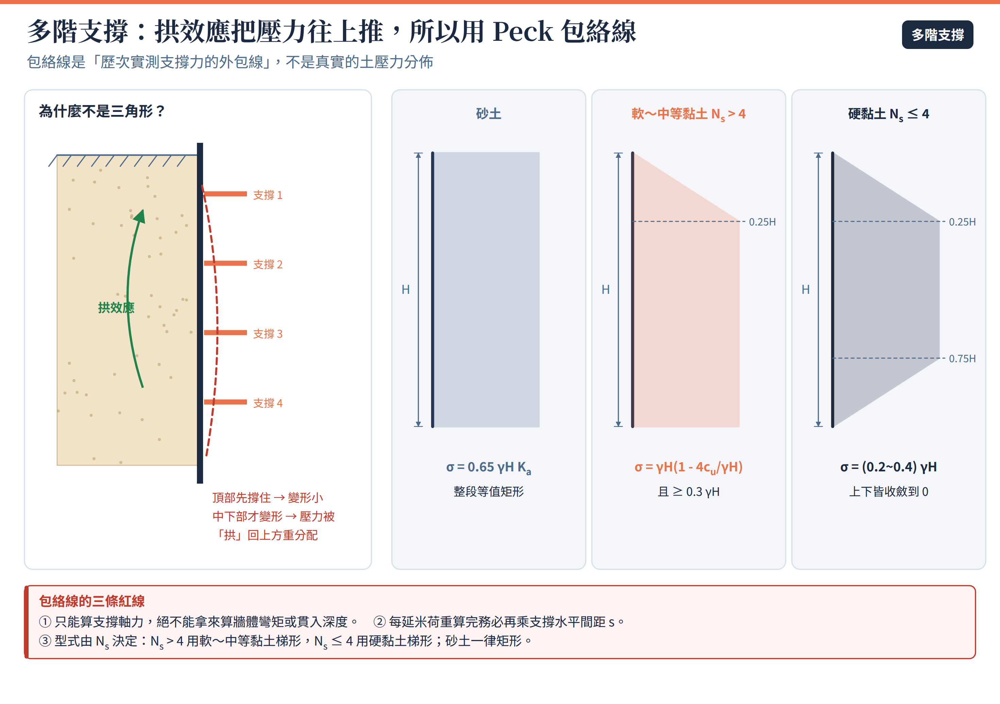 多階支撐：拱效應把壓力往上推，所以用 Peck 包絡線
多階支撐
包絡線是「歷次實測支撐力的外包線」，不是真實的土壓力分佈
為什麼不是三角形？
支撐 1
支撐 2
支撐 3
支撐 4
拱效應
頂部先撐住 → 變形小
中下部才變形 → 壓力被
「拱」回上方重分配
砂土
H
σ = 0.65 γH Kₐ
整段等值矩形
軟～中等黏土 Nₛ > 4
0.25H
H
σ = γH(1 - 4cᵤ/γH)
且 ≥ 0.3 γH
硬黏土 Nₛ ≤ 4
0.25H
H
0.75H
σ = (0.2~0.4) γH
上下皆收斂到 0
包絡線的三條紅線
① 只能算支撐軸力，絕不能拿來算牆體彎矩或貫入深度。 ② 每延米荷重算完務必再乘支撐水平間距 s。
③ 型式由 Nₛ 決定：Nₛ > 4 用軟～中等黏土梯形，Nₛ ≤ 4 用硬黏土梯形；砂土一律矩形。